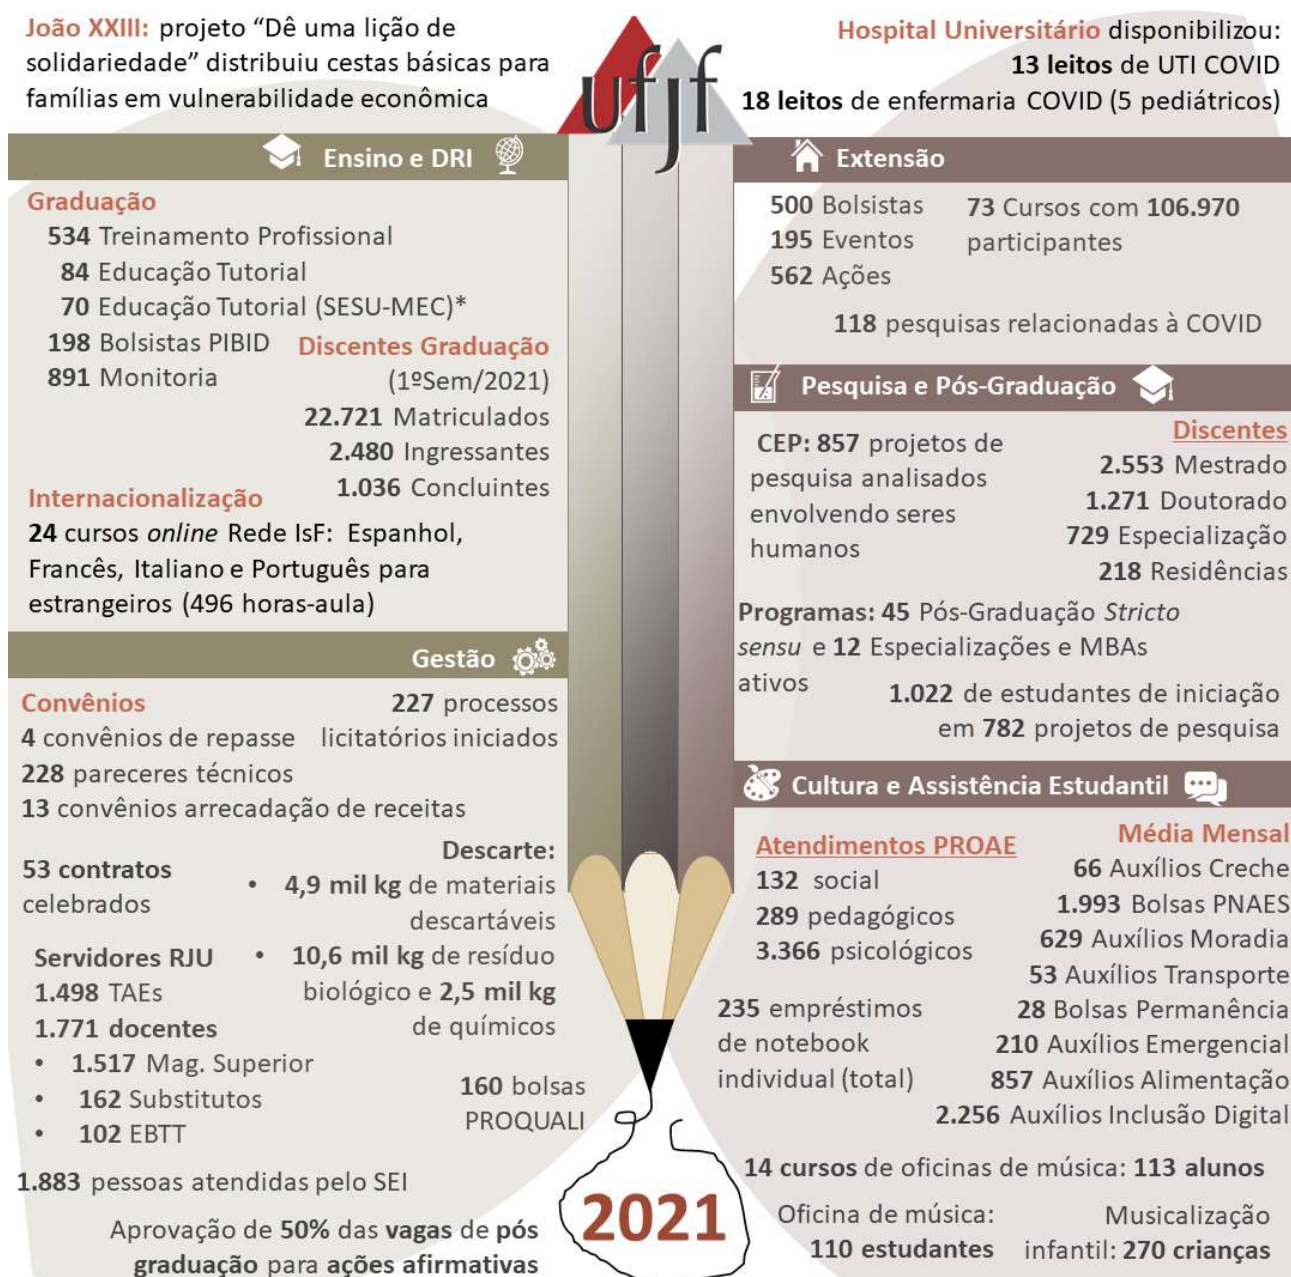 João XXIII: projeto “Dê uma lição de
solidariedade” distribuiu cestas básicas para
famílias em vulnerabilidade econômica
ufjf
Hospital Universitário disponibilizou:
13 leitos de UTI COVID
18 leitos de enfermaria COVID (5 pediátricos)
Ensino e DRI
Graduação
534 Treinamento Profissional
84 Educação Tutorial
70 Educação Tutorial (SESU-MEC)*
198 Bolsistas PIBID
891 Monitoria
Discentes Graduação
(1ºSem/2021)
22.721 Matriculados
2.480 Ingressantes
1.036 Concluintes
Internacionalização
24 cursos online Rede IsF: Espanhol,
Francês, Italiano e Português para
estrangeiros (496 horas-aula)
Gestão
Convênios
4 convênios de repasse
228 pareceres técnicos
13 convênios arrecadação de receitas
227 processos
licitatórios iniciados
53 contratos
celebrados
Descarte:
• 4,9 mil kg de materiais
descartáveis
• 10,6 mil kg de resíduo
biológico e 2,5 mil kg
de químicos
Servidores RJU
1.498 TAEs
1.771 docentes
• 1.517 Mag. Superior
• 162 Substitutos
• 102 EBTT
160 bolsas
PROQUALI
1.883 pessoas atendidas pelo SEI
Aprovação de 50% das vagas de pós
graduação para ações afirmativas
Extensão
500 Bolsistas
195 Eventos
562 Ações
73 Cursos com 106.970
participantes
118 pesquisas relacionadas à COVID
Pesquisa e Pós-Graduação
CEP: 857 projetos de
pesquisa analisados
envolvendo seres
humanos
Discentes
2.553 Mestrado
1.271 Doutorado
729 Especialização
218 Residências
Programas: 45 Pós-Graduação Stricto
sensu e 12 Especializações e MBAs
ativos
1.022 de estudantes de iniciação
em 782 projetos de pesquisa
Cultura e Assistência Estudantil
Atendimentos PROAE
132 social
289 pedagógicos
3.366 psicológicos
235 empréstimos
de notebook
individual (total)
Média Mensal
66 Auxílios Creche
1.993 Bolsas PNAES
629 Auxílios Moradia
53 Auxílios Transporte
28 Bolsas Permanência
210 Auxílios Emergencial
857 Auxílios Alimentação
2.256 Auxílios Inclusão Digital
14 cursos de oficinas de música: 113 alunos
Oficina de música:
110 estudantes
Musicalização
infantil: 270 crianças
2021